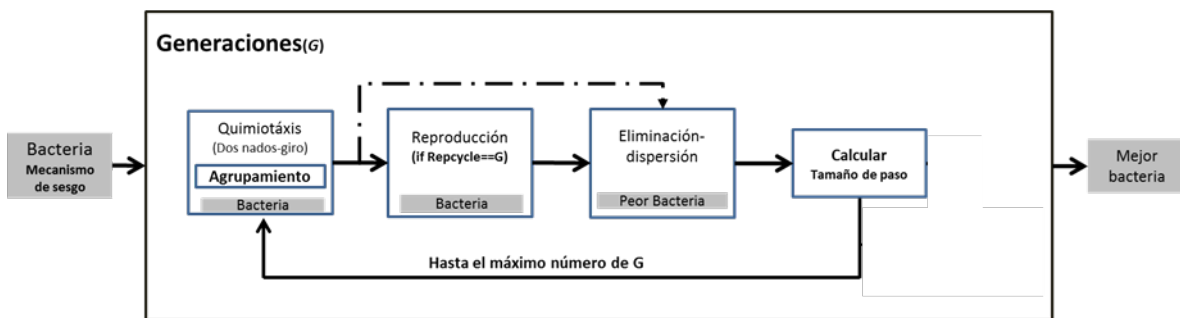 Generaciones(G)
Bacteria
Mecanismo
de sesgo
Quimiotáxis
(Dos nados-giro)
Agrupamiento
Bacteria
Reproducción
(if Repcycle==G)
Bacteria
Eliminación-
dispersión
Peor Bacteria
Calcular
Tamaño de paso
Mejor
bacteria
Hasta el máximo número de G